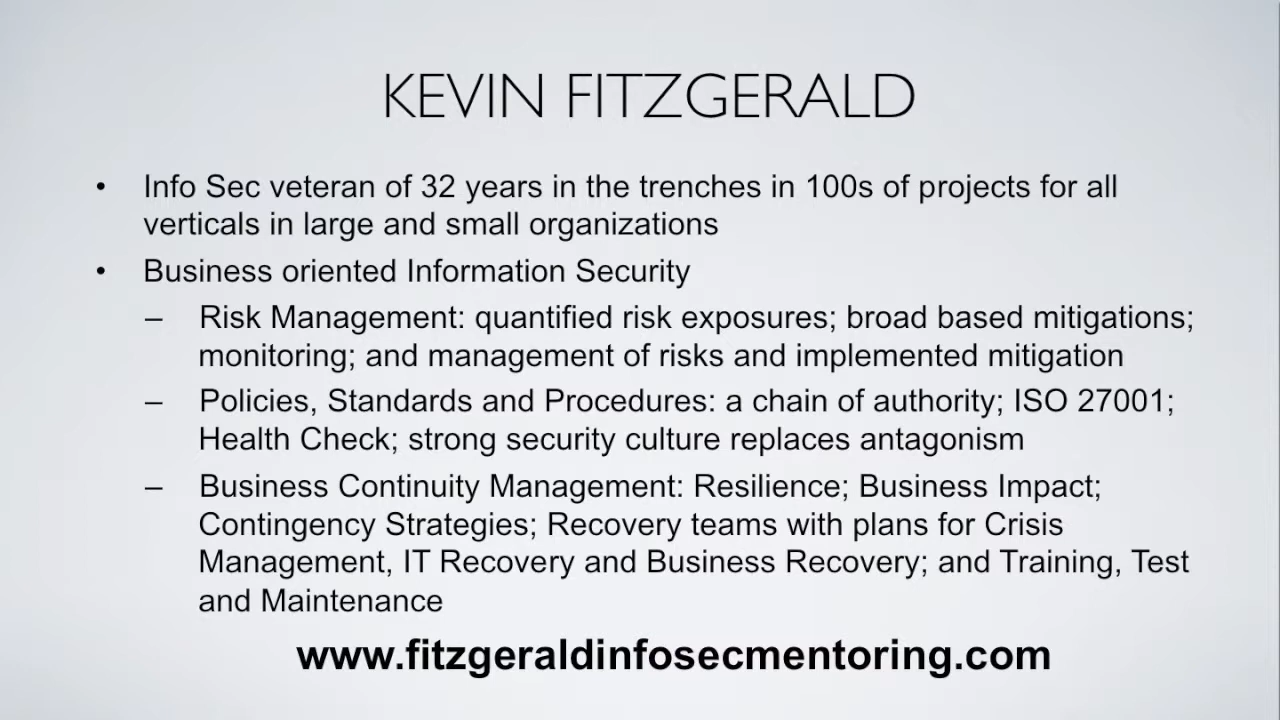 KEVIN FITZGERALD
• Info Sec veteran of 32 years in the trenches in 100s of projects for all
verticals in large and small organizations
• Business oriented Information Security
– Risk Management: quantified risk exposures; broad based mitigations;
monitoring; and management of risks and implemented mitigation
– Policies, Standards and Procedures: a chain of authority; ISO 27001;
Health Check; strong security culture replaces antagonism
– Business Continuity Management: Resilience; Business Impact;
Contingency Strategies; Recovery teams with plans for Crisis
Management, IT Recovery and Business Recovery; and Training, Test
and Maintenance
www.fitzgeraldinfosecmentoring.com